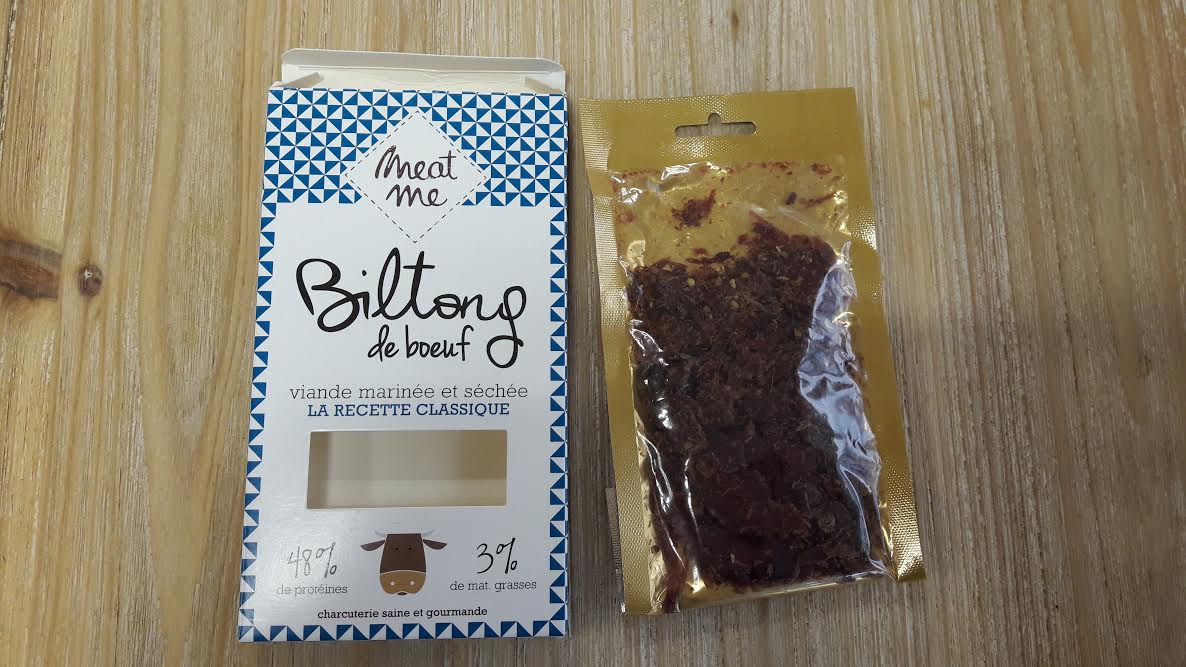 meat
me
Biltong
de boeuf
viande marinée et séchée
LA RECETTE CLASSIQUE
48%
de protéines
3%
de mat. grasses
charcuterie saine et gourmande